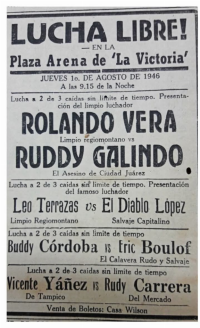 LUCHA LIBRE!
EN LA
Plaza Arena de 'La Victoria'
JUEVES 1o. DE AGOSTO DE 1946
A las 9.15 de la Noche
Lucha a 2 de 3 caídas sin límite de tiempo. Presenta-
ción del limpio luchador
ROLANDO VERA
Limpio regiomontano vs
RUDDY GALINDO
El Asesino de Ciudad Juárez
Lucha a 2 de 3 caídas sin límite de tiempo. Presentación
del famoso luchador
Leo Terrazas vs El Diablo López
Limpio Regiomontano Salvaje Capitalino
Lucha a 2 de 3 caídas sin límite de tiempo
Buddy Córdoba vs Eric Boulof
El Calavera Rudo y Salvaje
Lucha a 2 de 3 caídas sin límite de tiempo
Vicente Yáñez vs Rudy Carrera
De Tampico Del Mercado
Venta de Boletos: Casa Wilson